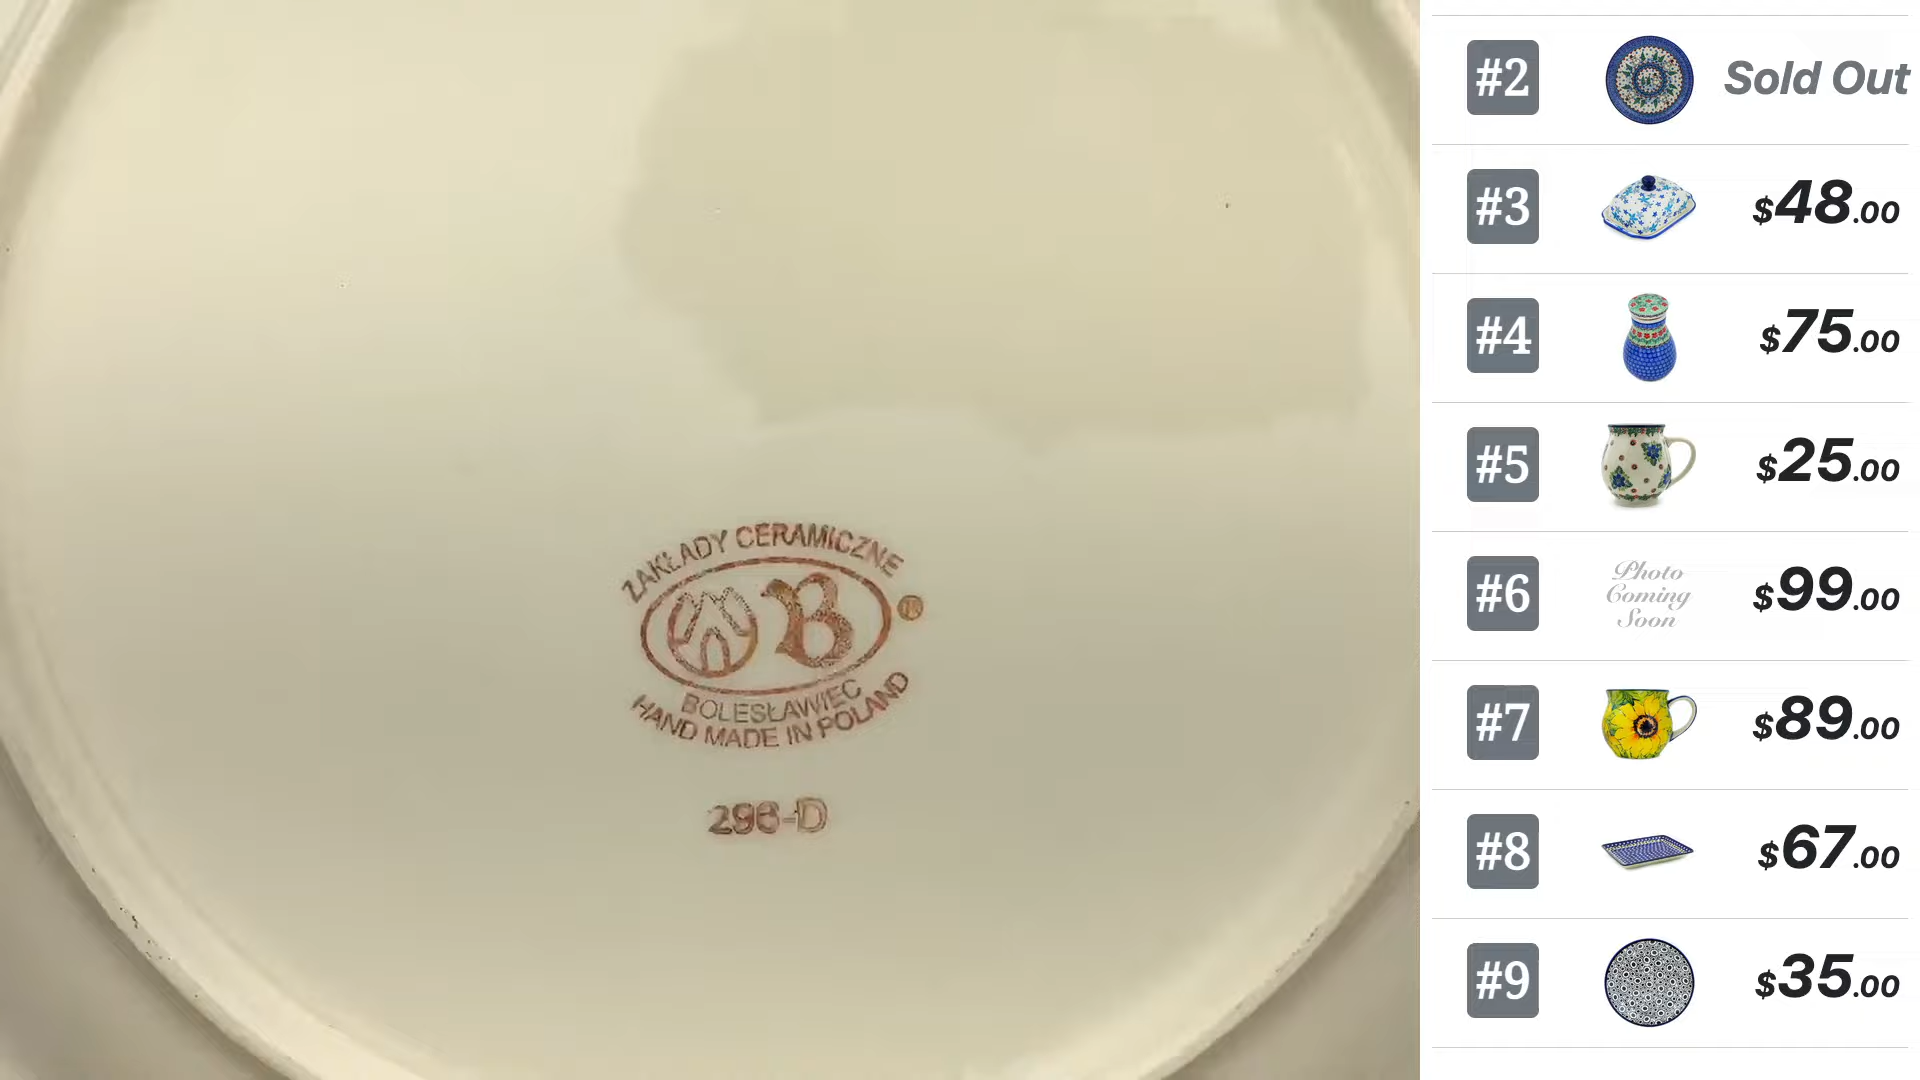 ZAKŁADY CERAMICZNE
B
BOLESŁAWIEC
HAND MADE IN POLAND
296-D
#2 Sold Out
#3 $48.00
#4 $75.00
#5 $25.00
#6 Photo Coming Soon $99.00
#7 $89.00
#8 $67.00
#9 $35.00